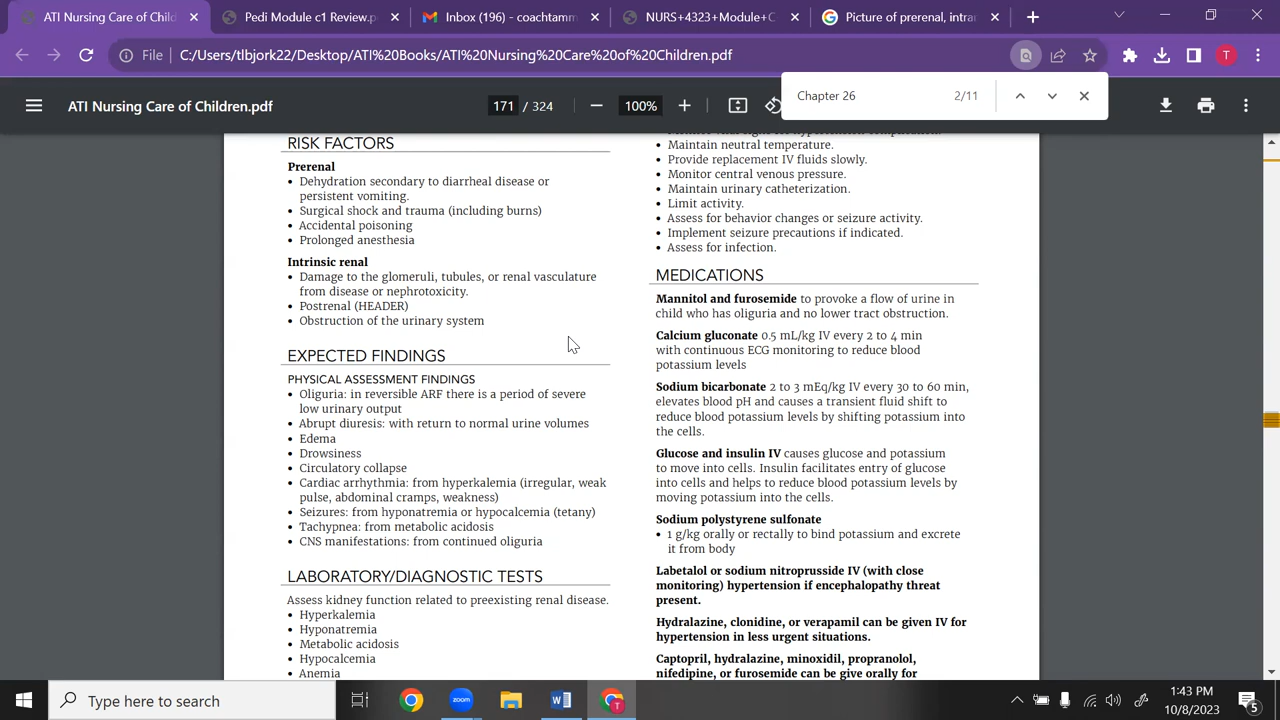 ATI Nursing Care of Child
Pedi Module c1 Review.p
Inbox (196) - coachtamm
NURS+4323+Module+C
Picture of prerenal, intrar
File
C:/Users/tlbjork22/Desktop/ATI%20Books/ATI%20Nursing%20Care%20of%20Children.pdf
T
Chapter 26
2/11
ATI Nursing Care of Children.pdf
171 / 324
100%
RISK FACTORS
Prerenal
• Dehydration secondary to diarrheal disease or
persistent vomiting.
• Surgical shock and trauma (including burns)
• Accidental poisoning
• Prolonged anesthesia
Intrinsic renal
• Damage to the glomeruli, tubules, or renal vasculature
from disease or nephrotoxicity.
• Postrenal (HEADER)
• Obstruction of the urinary system
EXPECTED FINDINGS
PHYSICAL ASSESSMENT FINDINGS
• Oliguria: in reversible ARF there is a period of severe
low urinary output
• Abrupt diuresis: with return to normal urine volumes
• Edema
• Drowsiness
• Circulatory collapse
• Cardiac arrhythmia: from hyperkalemia (irregular, weak
pulse, abdominal cramps, weakness)
• Seizures: from hyponatremia or hypocalcemia (tetany)
• Tachypnea: from metabolic acidosis
• CNS manifestations: from continued oliguria
LABORATORY/DIAGNOSTIC TESTS
Assess kidney function related to preexisting renal disease.
• Hyperkalemia
• Hyponatremia
• Metabolic acidosis
• Hypocalcemia
• Anemia
• Maintain neutral temperature.
• Provide replacement IV fluids slowly.
• Monitor central venous pressure.
• Maintain urinary catheterization.
• Limit activity.
• Assess for behavior changes or seizure activity.
• Implement seizure precautions if indicated.
• Assess for infection.
MEDICATIONS
Mannitol and furosemide to provoke a flow of urine in
child who has oliguria and no lower tract obstruction.
Calcium gluconate 0.5 mL/kg IV every 2 to 4 min
with continuous ECG monitoring to reduce blood
potassium levels
Sodium bicarbonate 2 to 3 mEq/kg IV every 30 to 60 min,
elevates blood pH and causes a transient fluid shift to
reduce blood potassium levels by shifting potassium into
the cells.
Glucose and insulin IV causes glucose and potassium
to move into cells. Insulin facilitates entry of glucose
into cells and helps to reduce blood potassium levels by
moving potassium into the cells.
Sodium polystyrene sulfonate
• 1 g/kg orally or rectally to bind potassium and excrete
it from body
Labetalol or sodium nitroprusside IV (with close
monitoring) hypertension if encephalopathy threat
present.
Hydralazine, clonidine, or verapamil can be given IV for
hypertension in less urgent situations.
Captopril, hydralazine, minoxidil, propranolol,
nifedipine, or furosemide can be give orally for
Type here to search
zoom
1:43 PM
10/8/2023
5